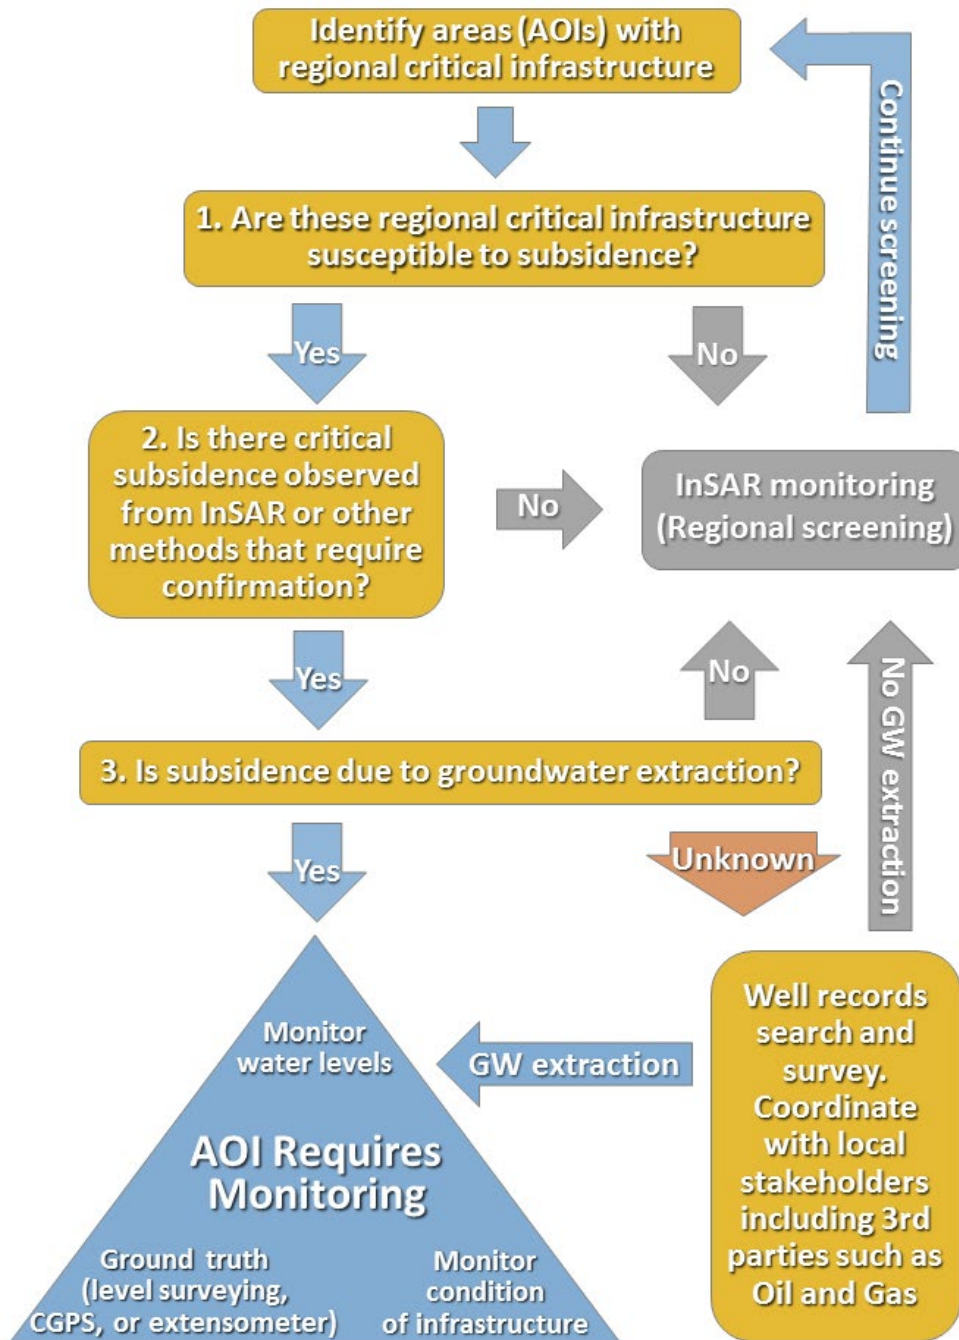 Identify areas (AOIs) with
regional critical infrastructure
Continue screening
1. Are these regional critical infrastructure
susceptible to subsidence?
Yes
No
2. Is there critical
subsidence observed
from InSAR or other
methods that require
confirmation?
No
InSAR monitoring
(Regional screening)
Yes
No
No GW extraction
3. Is subsidence due to groundwater extraction?
Yes
Unknown
Well records
search and
survey.
Coordinate
with local
stakeholders
including 3rd
parties such as
Oil and Gas
GW extraction
Monitor
water levels
AOI Requires
Monitoring
Ground truth
(level surveying,
CGPS, or extensometer)
Monitor
condition
of infrastructure